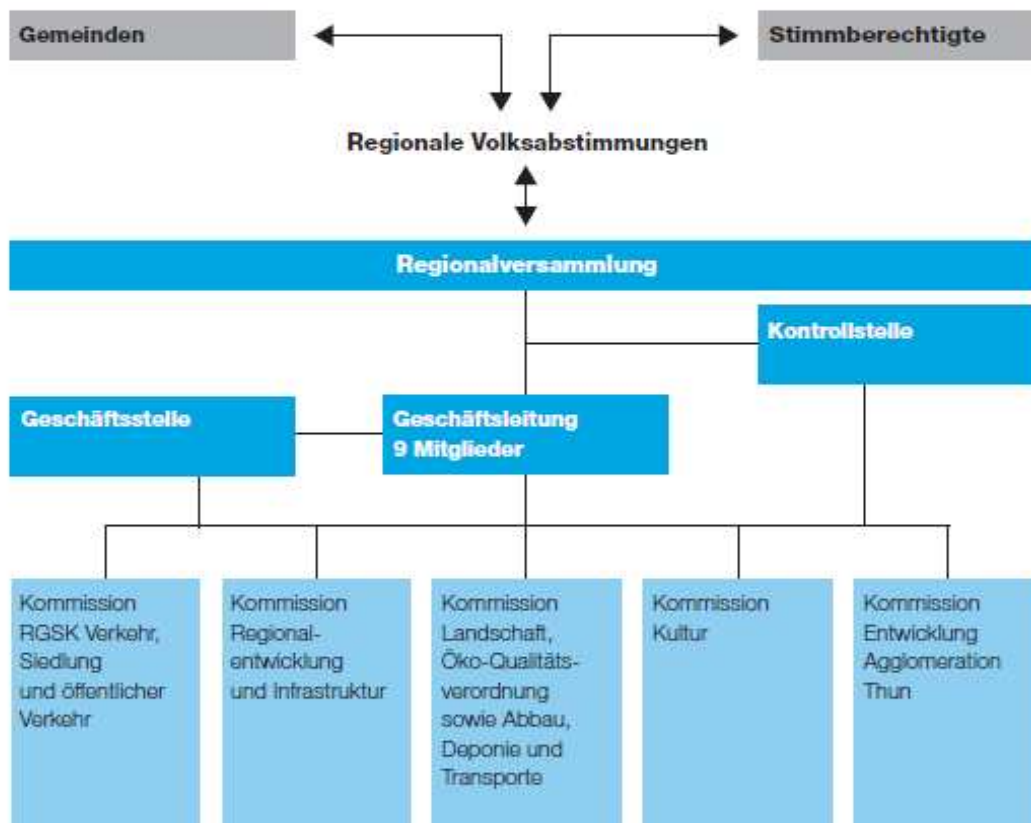 Gemeinden
Stimmberechtigte
Regionale Volksabstimmungen
Regionalversammlung
Kontrollstelle
Geschäftsstelle
Geschäftsleitung
9 Mitglieder
Kommission
RGSK Verkehr,
Siedlung
und öffentlicher
Verkehr
Kommission
Regional-
entwicklung
und Infrastruktur
Kommission
Landschaft,
Öko-Qualitäts-
verordnung
sowie Abbau,
Deponie und
Transporte
Kommission
Kultur
Kommission
Entwicklung
Agglomeration
Thun